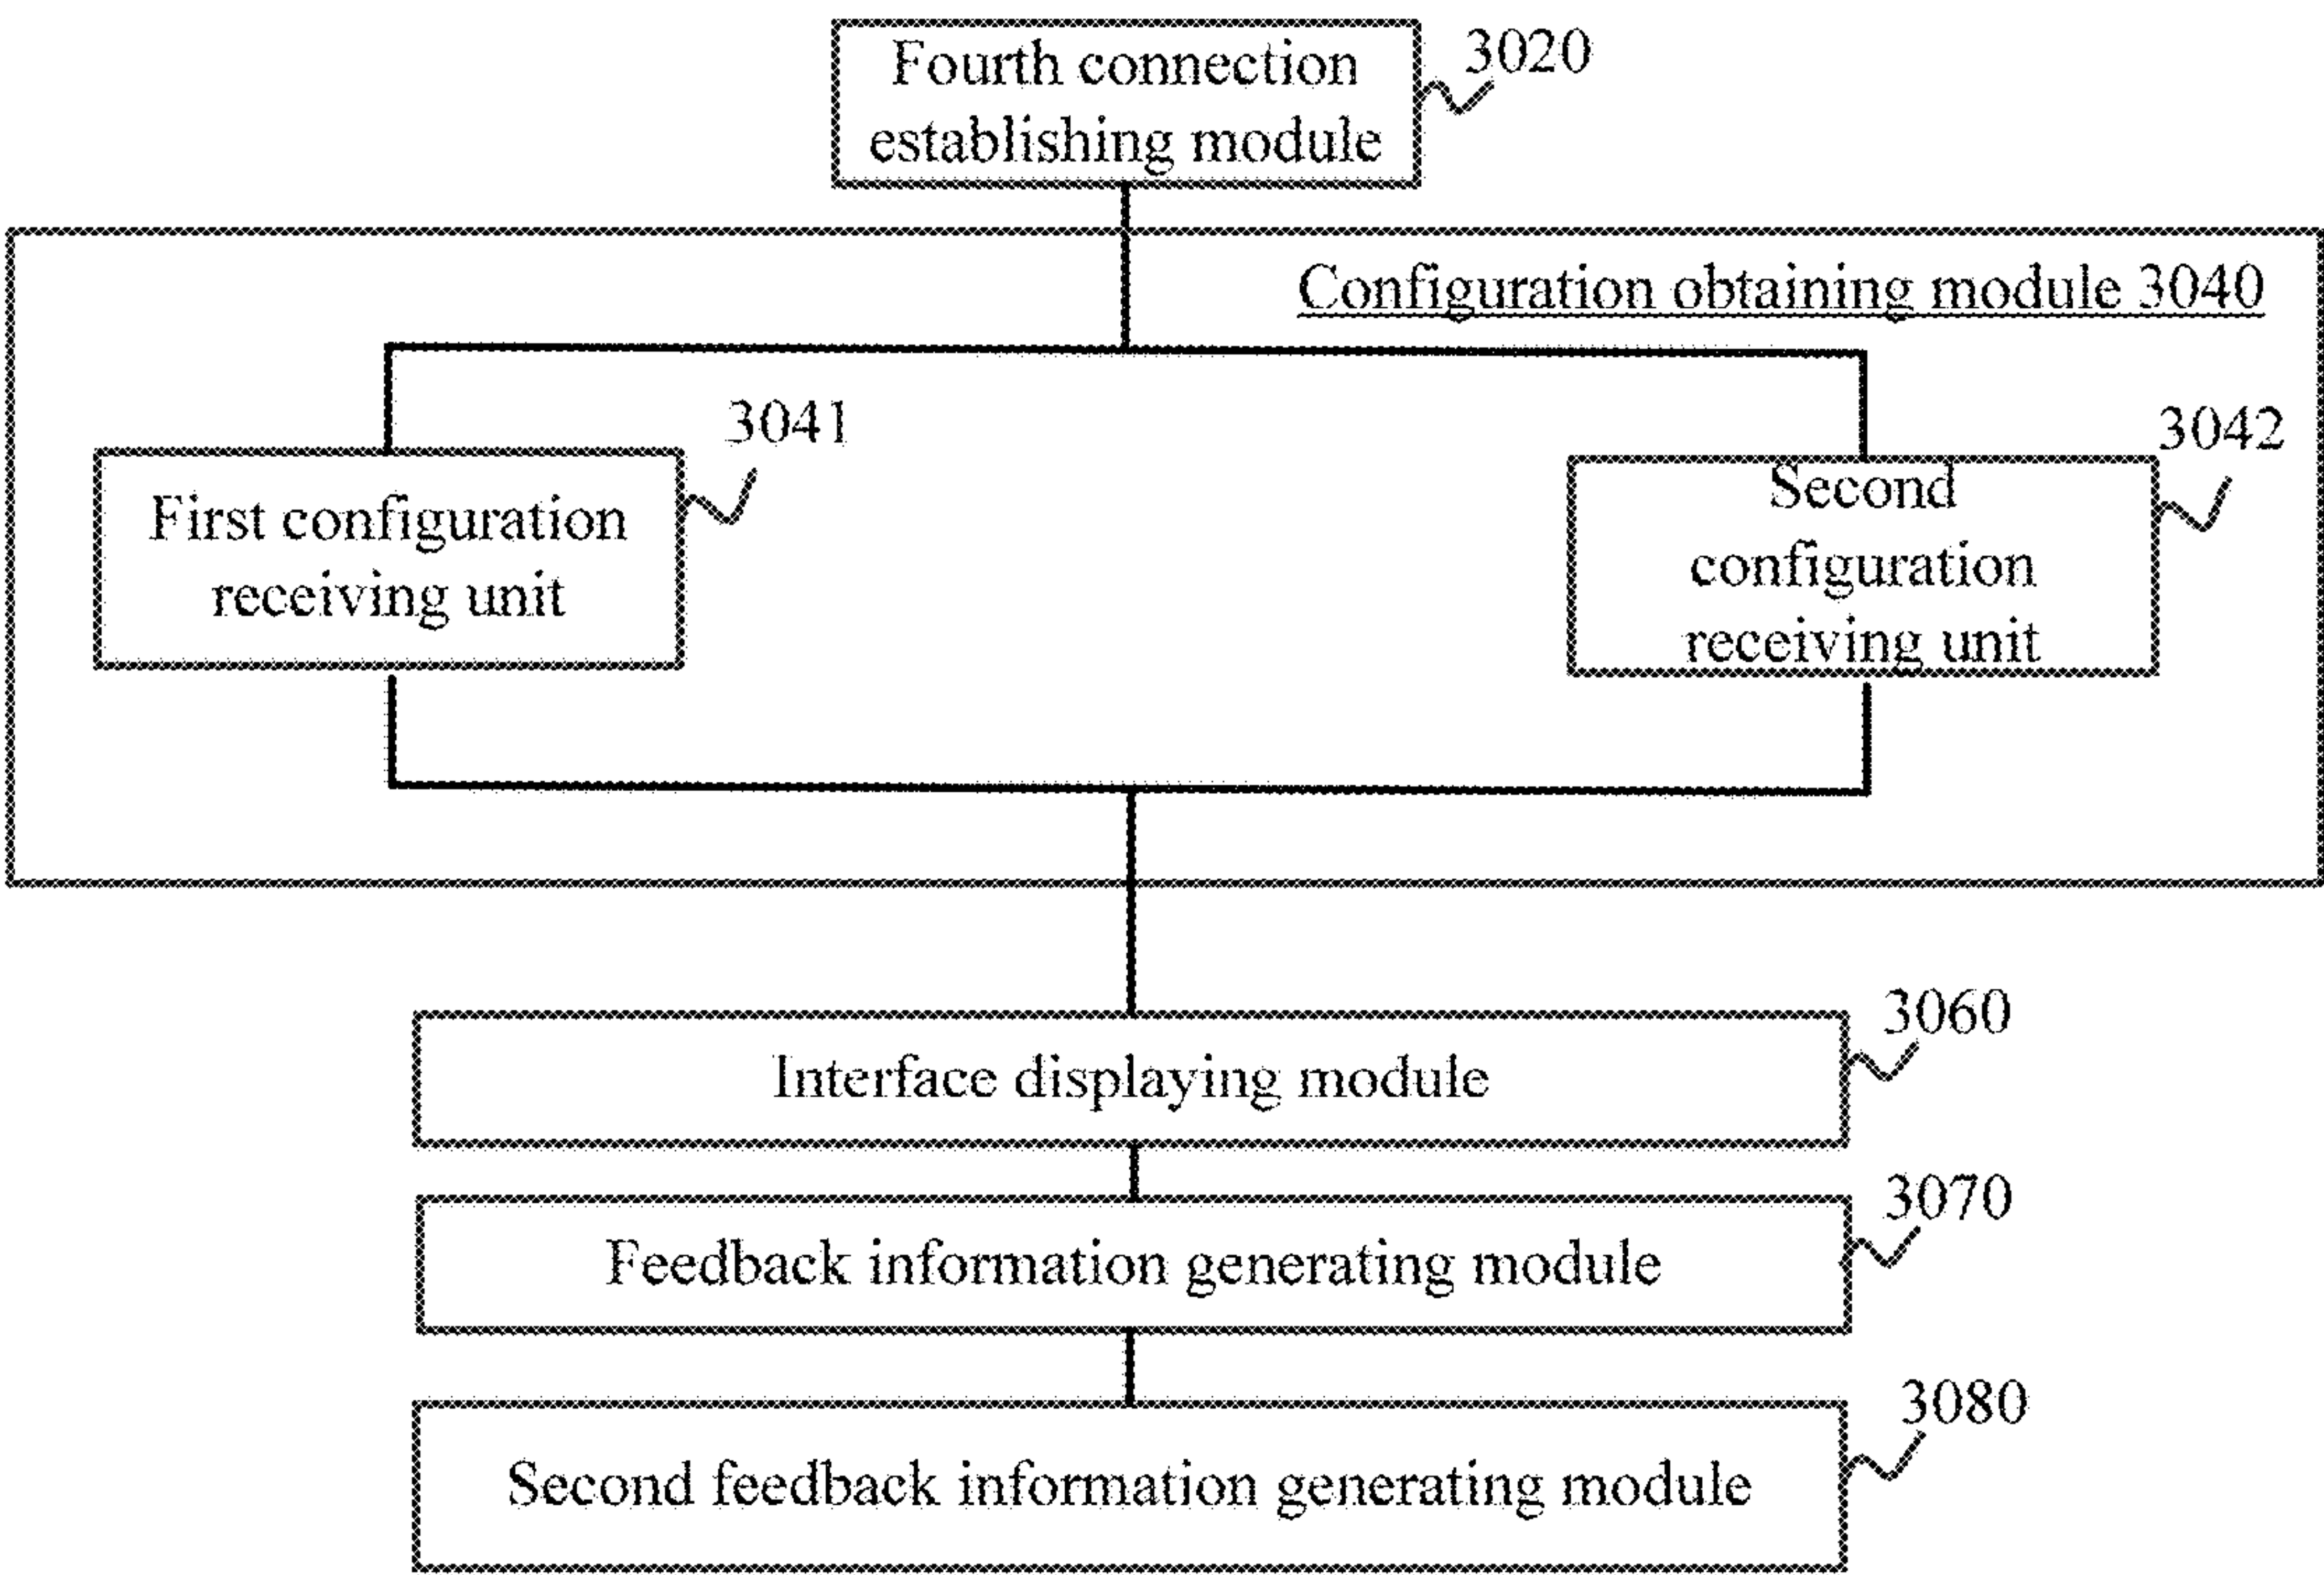 Fourth connection
establishing module
3020
Configuration obtaining module 3040
3041
First configuration
receiving unit
3042
Second
configuration
receiving unit
3060
Interface displaying module
3070
Feedback information generating module
3080
Second feedback information generating module